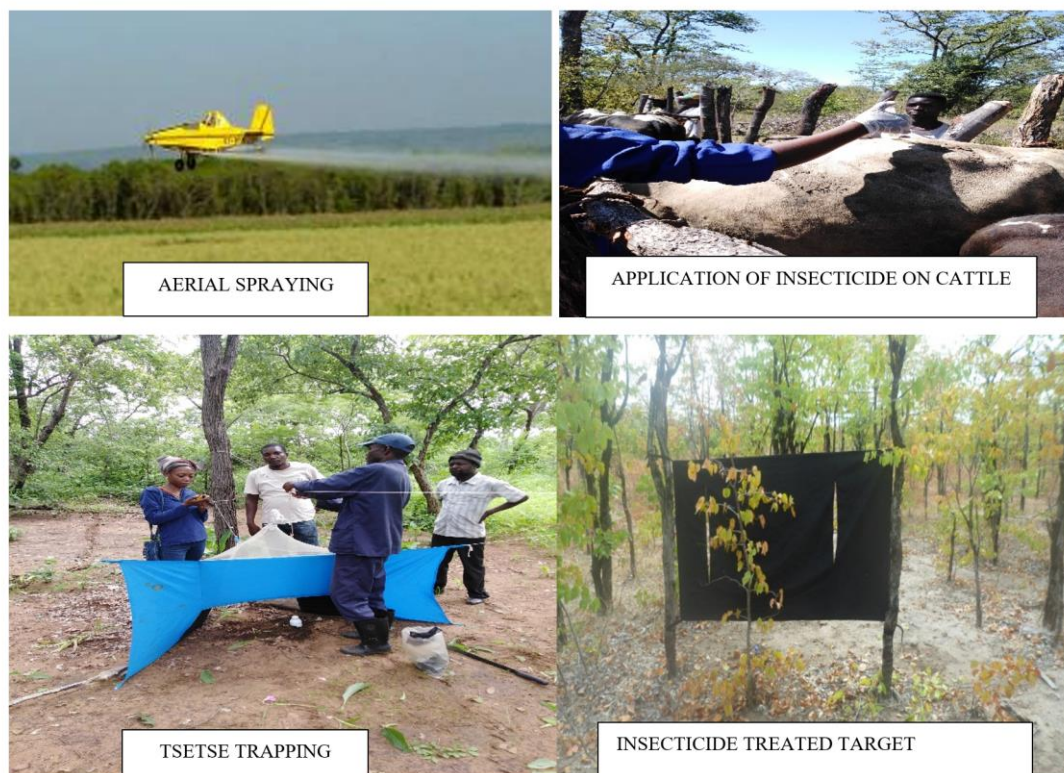 AERIAL SPRAYING
APPLICATION OF INSECTICIDE ON CATTLE
TSETSE TRAPPING
INSECTICIDE TREATED TARGET